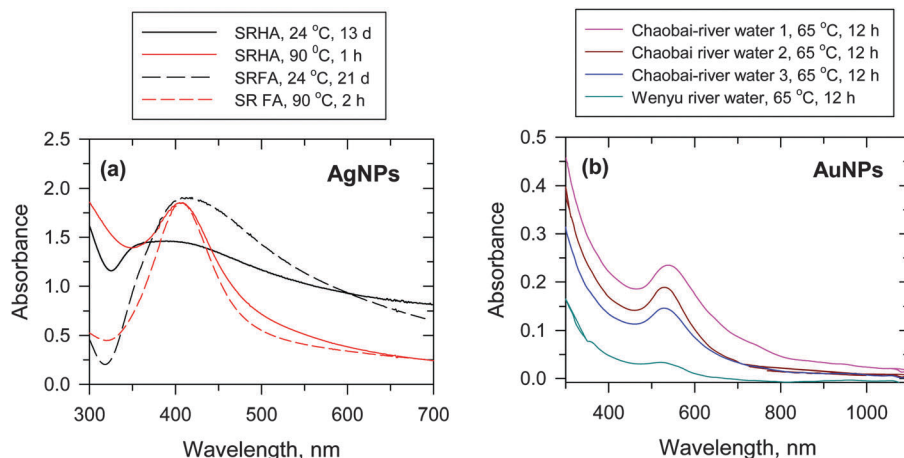 SRHA, 24 °C, 13 d
SRHA, 90 ⁰C, 1 h
SRFA, 24 °C, 21 d
SR FA, 90 °C, 2 h
(a)
AgNPs
2.5
2.0
1.5
1.0
0.5
0.0
Absorbance
300 400 500 600 700
Wavelength, nm
Chaobai-river water 1, 65 °C, 12 h
Chaobai river water 2, 65 °C, 12 h
Chaobai-river water 3, 65 °C, 12 h
Wenyu river water, 65 °C, 12 h
(b)
AuNPs
0.5
0.4
0.3
0.2
0.1
0.0
Absorbance
400 600 800 1000
Wavelength, nm